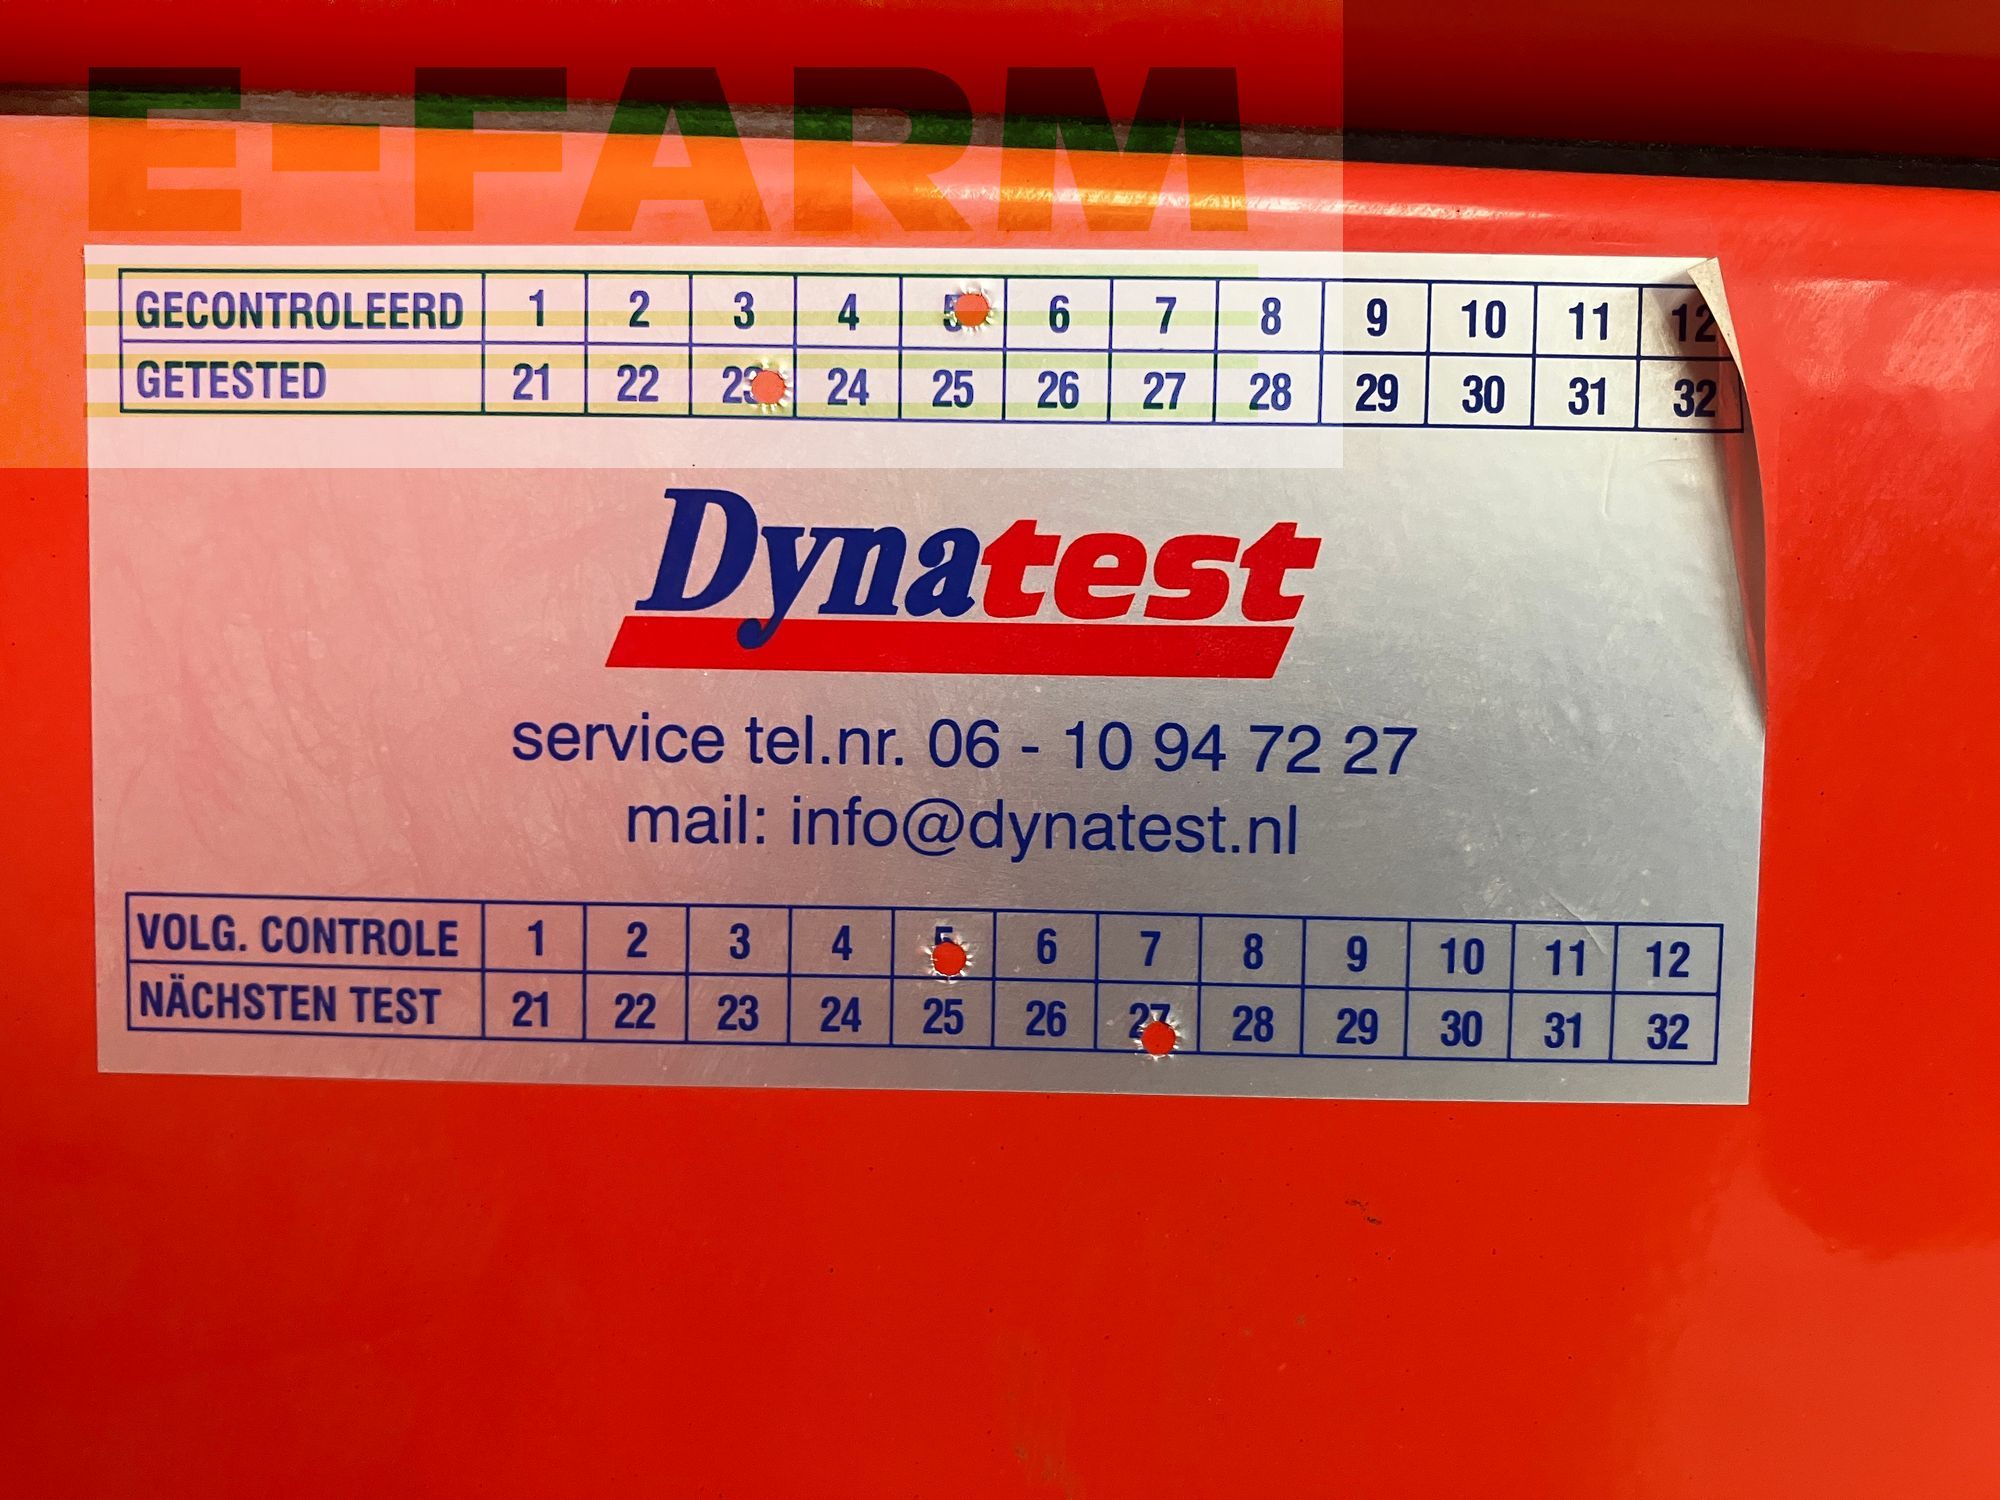 E-FARM
GECONTROLEERD 1 2 3 4 5 6 7 8 9 10 11 12
GETESTED 21 22 23 24 25 26 27 28 29 30 31 32
Dynatest
service tel.nr. 06 - 10 94 72 27
mail: info@dynatest.nl
VOLG. CONTROLE 1 2 3 4 5 6 7 8 9 10 11 12
NÄCHSTEN TEST 21 22 23 24 25 26 27 28 29 30 31 32